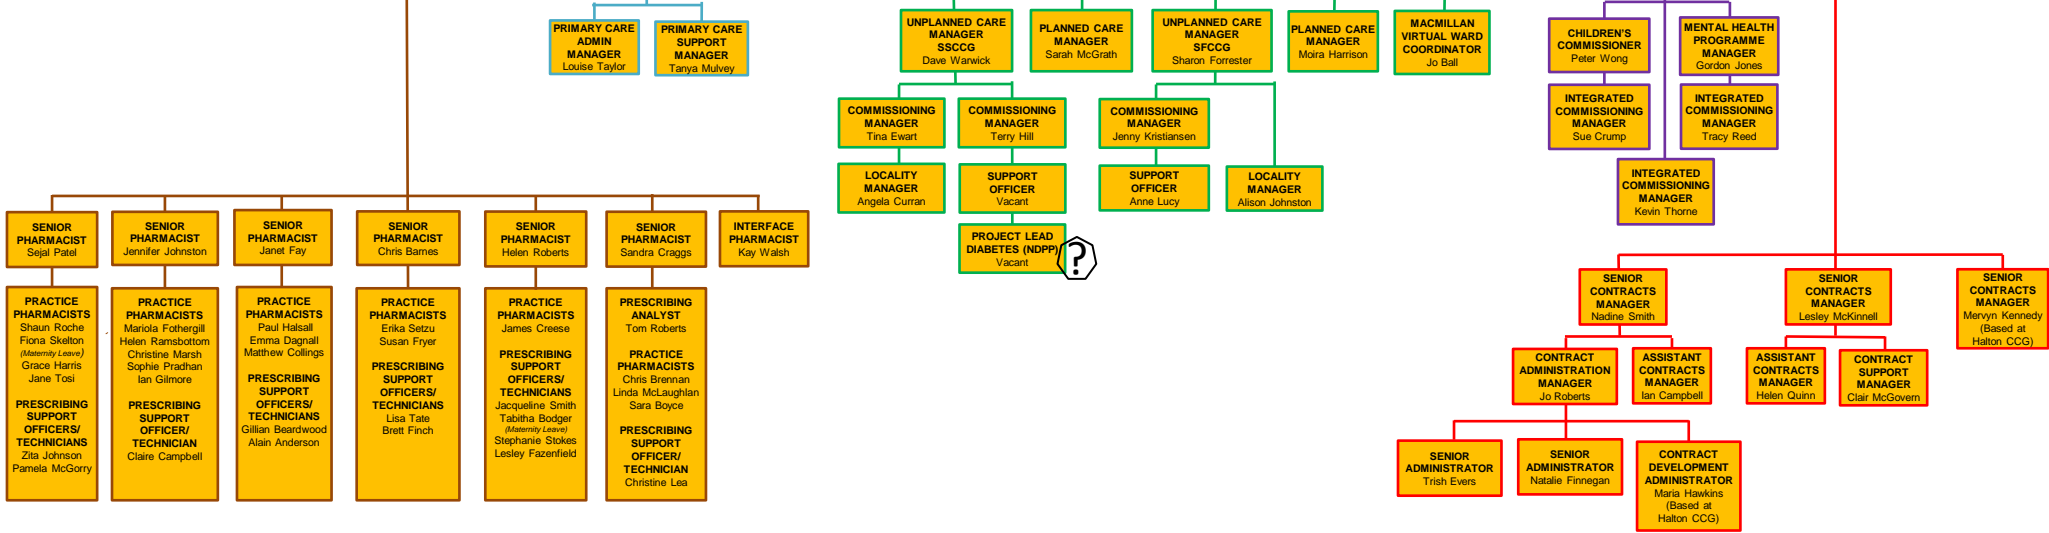 PRIMARY CARE
ADMIN
MANAGER
Louise Taylor
PRIMARY CARE
SUPPORT
MANAGER
Tanya Mulvey
UNPLANNED CARE
MANAGER
SSCCG
Dave Warwick
PLANNED CARE
MANAGER
Sarah McGrath
UNPLANNED CARE
MANAGER
SFCCG
Sharon Forrester
PLANNED CARE
MANAGER
Moira Harrison
MACMILLAN
VIRTUAL WARD
COORDINATOR
Jo Ball
CHILDREN'S
COMMISSIONER
Peter Wong
MENTAL HEALTH
PROGRAMME
MANAGER
Gordon Jones
COMMISSIONING
MANAGER
Tina Ewart
COMMISSIONING
MANAGER
Terry Hill
COMMISSIONING
MANAGER
Jenny Kristiansen
INTEGRATED
COMMISSIONING
MANAGER
Sue Crump
INTEGRATED
COMMISSIONING
MANAGER
Tracy Reed
LOCALITY
MANAGER
Angela Curran
SUPPORT
OFFICER
Vacant
SUPPORT
OFFICER
Anne Lucy
LOCALITY
MANAGER
Alison Johnston
INTEGRATED
COMMISSIONING
MANAGER
Kevin Thorne
PROJECT LEAD
DIABETES (NDPP)
Vacant
?
SENIOR
PHARMACIST
Sejal Patel
SENIOR
PHARMACIST
Jennifer Johnston
SENIOR
PHARMACIST
Janet Fay
SENIOR
PHARMACIST
Chris Barnes
SENIOR
PHARMACIST
Helen Roberts
SENIOR
PHARMACIST
Sandra Craggs
INTERFACE
PHARMACIST
Kay Walsh
PRACTICE
PHARMACISTS
Shaun Roche
Fiona Skelton
(Maternity Leave)
Grace Harris
Jane Tosi
PRESCRIBING
SUPPORT
OFFICERS/
TECHNICIANS
Zita Johnson
Pamela McGorry
PRACTICE
PHARMACISTS
Mariola Fothergill
Helen Ramsbottom
Christine Marsh
Sophie Pradhan
Ian Gilmore
PRESCRIBING
SUPPORT
OFFICER/
TECHNICIAN
Claire Campbell
PRACTICE
PHARMACISTS
Paul Halsall
Emma Dagnall
Matthew Collings
PRESCRIBING
SUPPORT
OFFICERS/
TECHNICIANS
Gillian Beardwood
Alain Anderson
PRACTICE
PHARMACISTS
Erika Setzu
Susan Fryer
PRESCRIBING
SUPPORT
OFFICERS/
TECHNICIANS
Lisa Tate
Brett Finch
PRACTICE
PHARMACISTS
James Creese
PRESCRIBING
SUPPORT
OFFICERS/
TECHNICIANS
Jacqueline Smith
Tabitha Bodger
(Maternity Leave)
Stephanie Stokes
Lesley Fazenfield
PRESCRIBING
ANALYST
Tom Roberts
PRACTICE
PHARMACISTS
Chris Brennan
Linda McLaughlan
Sara Boyce
PRESCRIBING
SUPPORT
OFFICER/
TECHNICIAN
Christine Lea
SENIOR
CONTRACTS
MANAGER
Nadine Smith
SENIOR
CONTRACTS
MANAGER
Lesley McKinnell
SENIOR
CONTRACTS
MANAGER
Mervyn Kennedy
(Based at
Halton CCG)
CONTRACT
ADMINISTRATION
MANAGER
Jo Roberts
ASSISTANT
CONTRACTS
MANAGER
Ian Campbell
ASSISTANT
CONTRACTS
MANAGER
Helen Quinn
CONTRACT
SUPPORT
MANAGER
Clair McGovern
SENIOR
ADMINISTRATOR
Trish Evers
SENIOR
ADMINISTRATOR
Natalie Finnegan
CONTRACT
DEVELOPMENT
ADMINISTRATOR
Maria Hawkins
(Based at
Halton CCG)